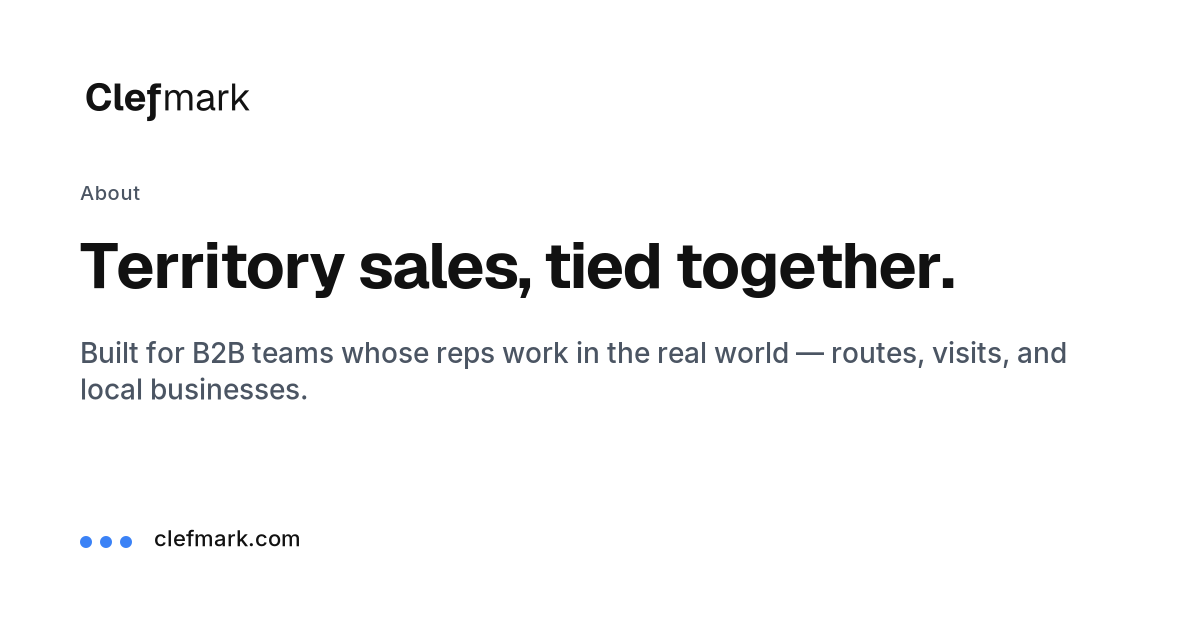 Clefmark
About
Territory sales, tied together.
Built for B2B teams whose reps work in the real world — routes, visits, and
local businesses.
clefmark.com